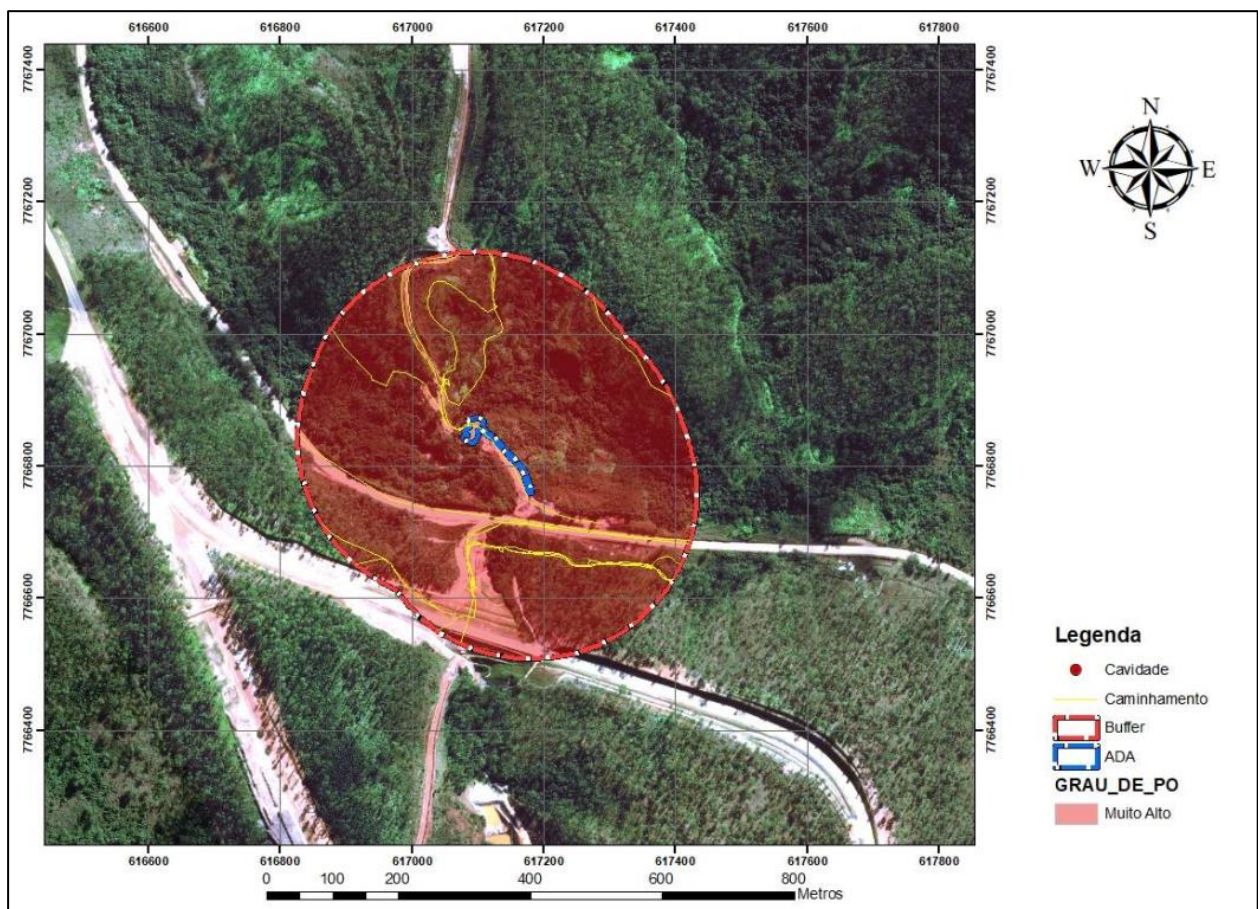 616600 616800 617000 617200 617400 617600 617800
7767400 7767400
7767200 7767200
7767000 7767000
7766800 7766800
7766600 7766600
7766400 7766400
616600 616800 617000 617200 617400 617600 617800
N
W E
S
Legenda
Cavidade
Caminhamento
Buffer
ADA
GRAU_DE_PO
Muito Alto
0 100 200 400 600 800
Metros